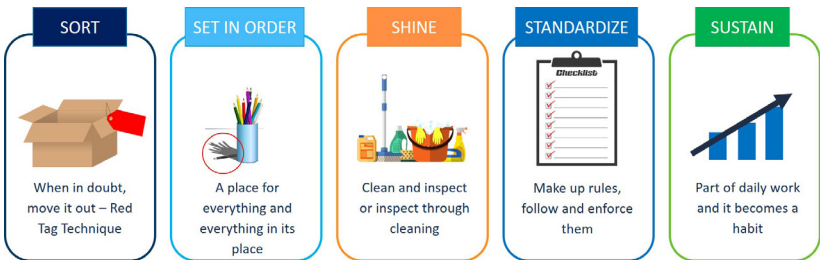 SORT
When in doubt,
move it out – Red
Tag Technique
SET IN ORDER
A place for
everything and
everything in its
place
SHINE
Clean and inspect
or inspect through
cleaning
STANDARDIZE
Checklist
Make up rules,
follow and enforce
them
SUSTAIN
Part of daily work
and it becomes a
habit